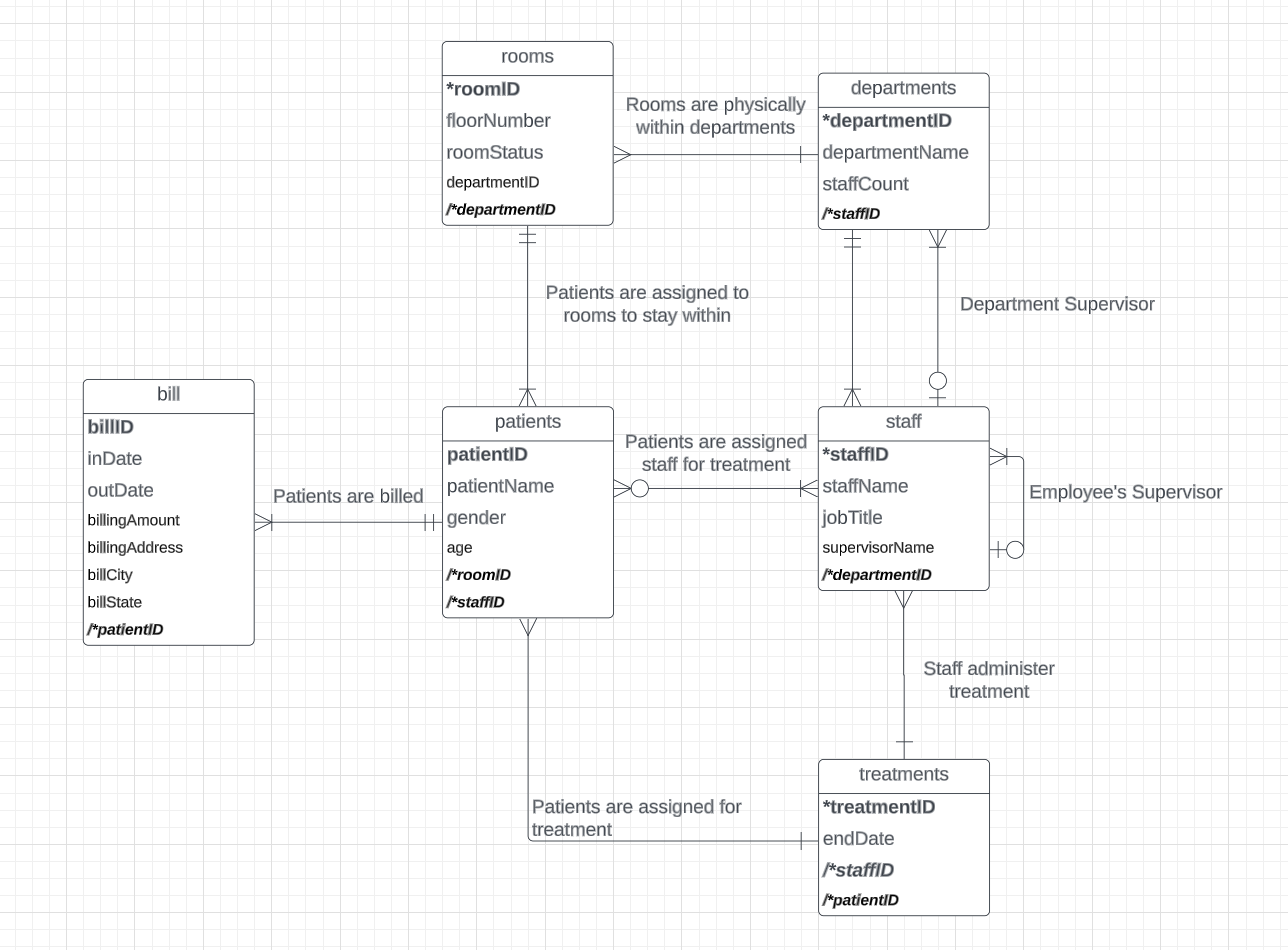 rooms
*roomID
floorNumber
roomStatus
departmentID
/*departmentID
Rooms are physically
within departments
departments
*departmentID
departmentName
staffCount
/*staffID
Patients are assigned to
rooms to stay within
Department Supervisor
bill
billID
inDate
outDate
billingAmount
billingAddress
billCity
billState
/*patientID
Patients are billed
patients
patientID
patientName
gender
age
/*roomID
/*staffID
Patients are assigned
staff for treatment
staff
*staffID
staffName
jobTitle
supervisorName
/*departmentID
Employee's Supervisor
Staff administer
treatment
Patients are assigned for
treatment
treatments
*treatmentID
endDate
/*staffID
/*patientID